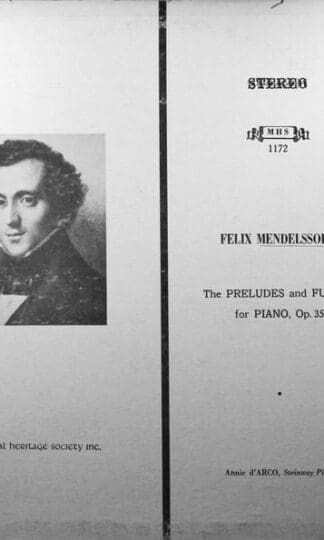 al heritage society inc.
STEREO
MHS
1172
FELIX MENDELSSO
The PRELUDES and FU
for PIANO, Op. 35
Annie d'ARCO, Steinway Pi